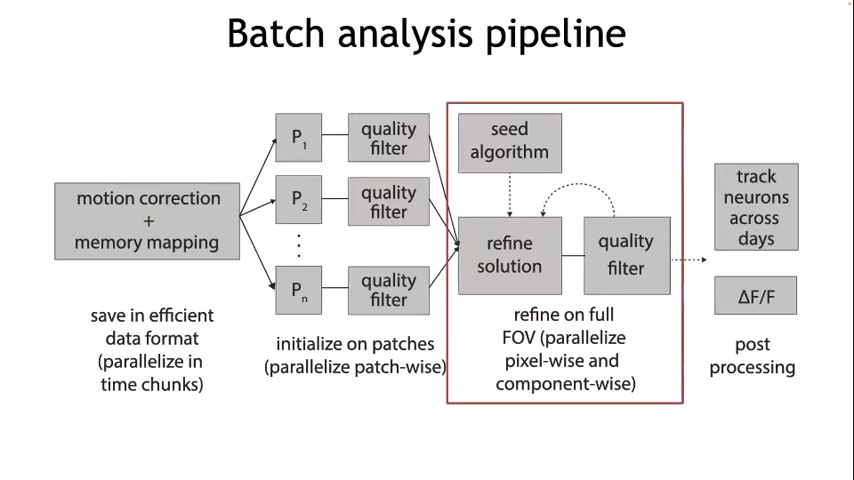 Batch analysis pipeline
motion correction
+
memory mapping
save in efficient
data format
(parallelize in
time chunks)
P1
quality
filter
P2
quality
filter
Pn
quality
filter
initialize on patches
(parallelize patch-wise)
seed
algorithm
refine
solution
quality
filter
refine on full
FOV (parallelize
pixel-wise and
component-wise)
track
neurons
across
days
ΔF/F
post
processing